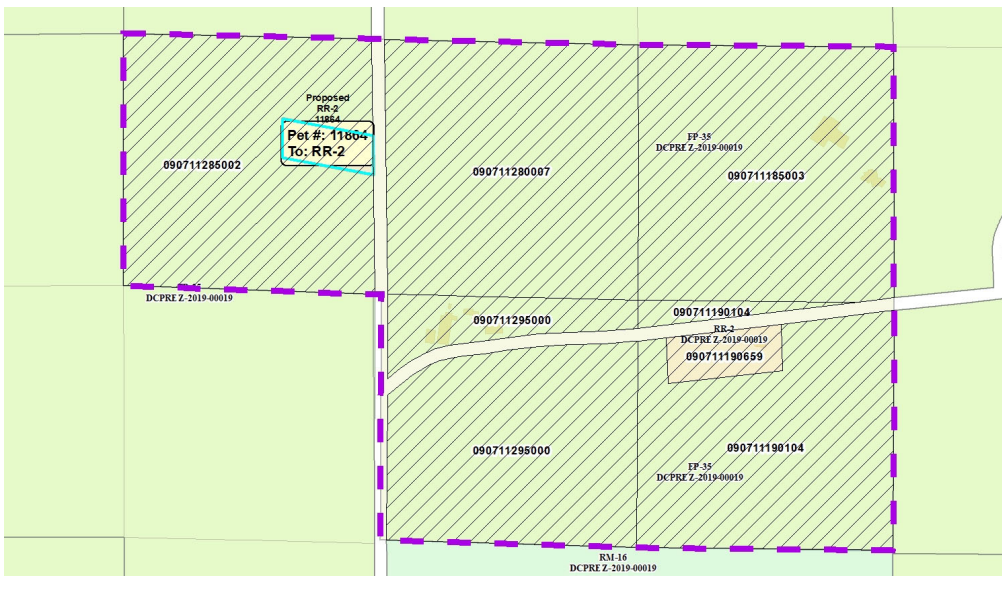 Proposed
RR-2
11864
Pet #: 11864
To: RR-2
090711285002
090711280007
FP-35
DCPREZ-2019-00019
090711185003
DCPREZ-2019-00019
090711295000
090711190104
RR-2
DCPREZ-2019-00019
090711190659
090711295000
090711190104
FP-35
DCPREZ-2019-00019
RM-16
DCPREZ-2019-00019